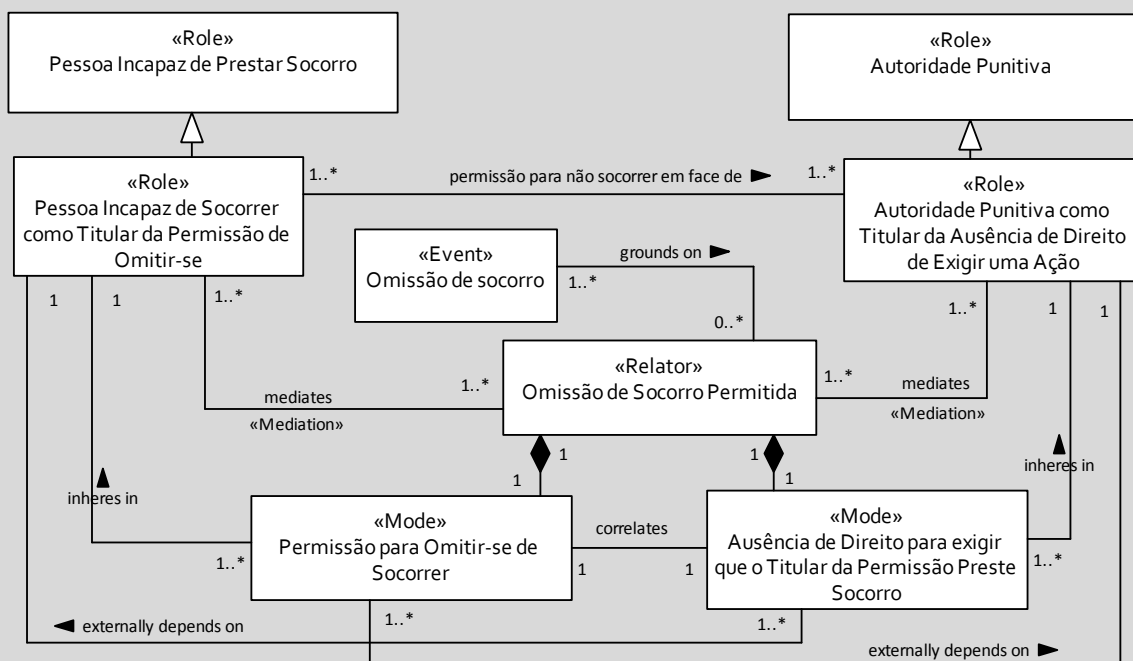 «Role»
Pessoa Incapaz de Prestar Socorro
«Role»
Autoridade Punitiva
«Role»
Pessoa Incapaz de Socorrer
como Titular da Permissão de
Omitir-se
1..*
permissão para não socorrer em face de
1..*
«Role»
Autoridade Punitiva como
Titular da Ausência de Direito
de Exigir uma Ação
«Event»
Omissão de socorro
grounds on
1..*
0..*
1
1
1..*
1..*
1
1
«Relator»
Omissão de Socorro Permitida
1..*
mediates
«Mediation»
1..*
mediates
«Mediation»
1
1
1
1
inheres in
inheres in
«Mode»
Permissão para Omitir-se de
Socorrer
correlates
1
1
«Mode»
Ausência de Direito para exigir
que o Titular da Permissão Preste
Socorro
1..*
1..*
1..*
1..*
externally depends on
externally depends on